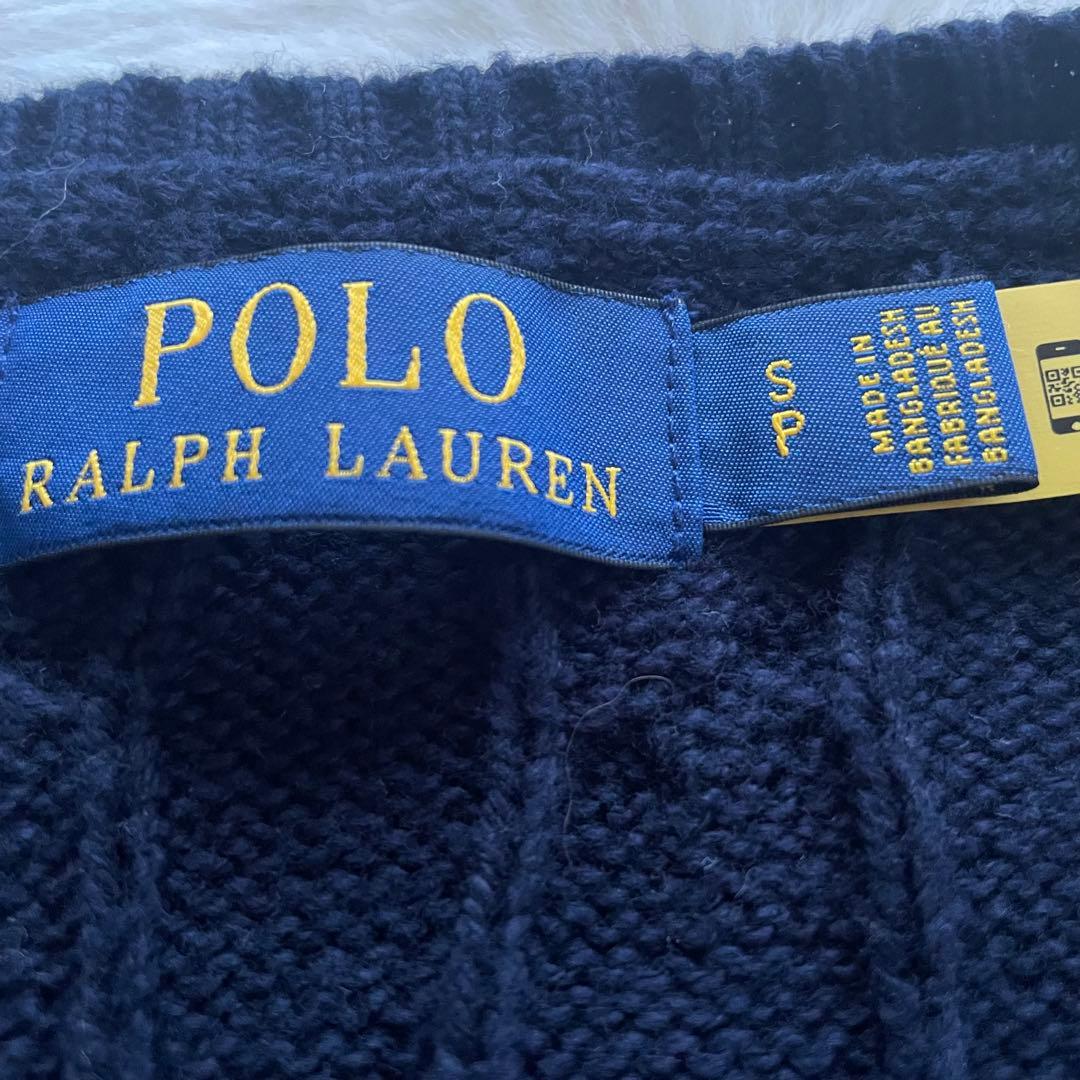 POLO
RALPH LAUREN
S
P
MADE IN
BANGLADESH
FABRIQUÉ AU
BANGLADESH